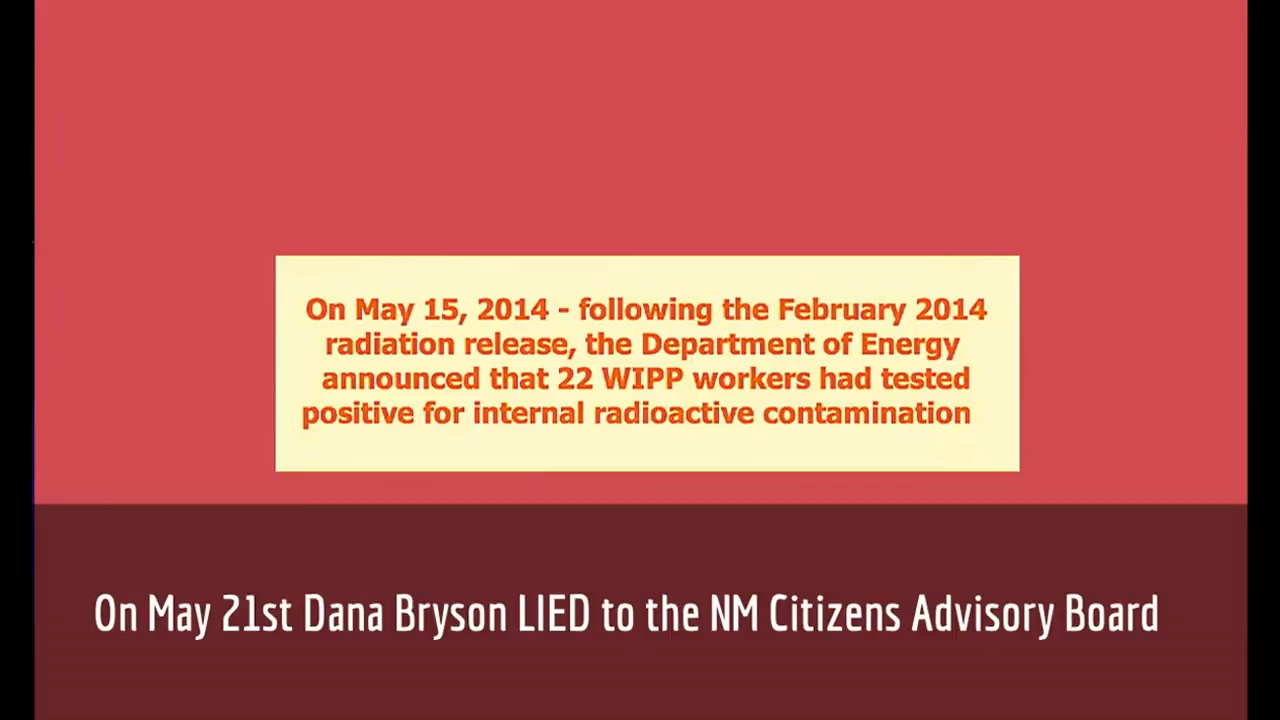 On May 15, 2014 - following the February 2014
radiation release, the Department of Energy
announced that 22 WIPP workers had tested
positive for internal radioactive contamination
On May 21st Dana Bryson LIED to the NM Citizens Advisory Board